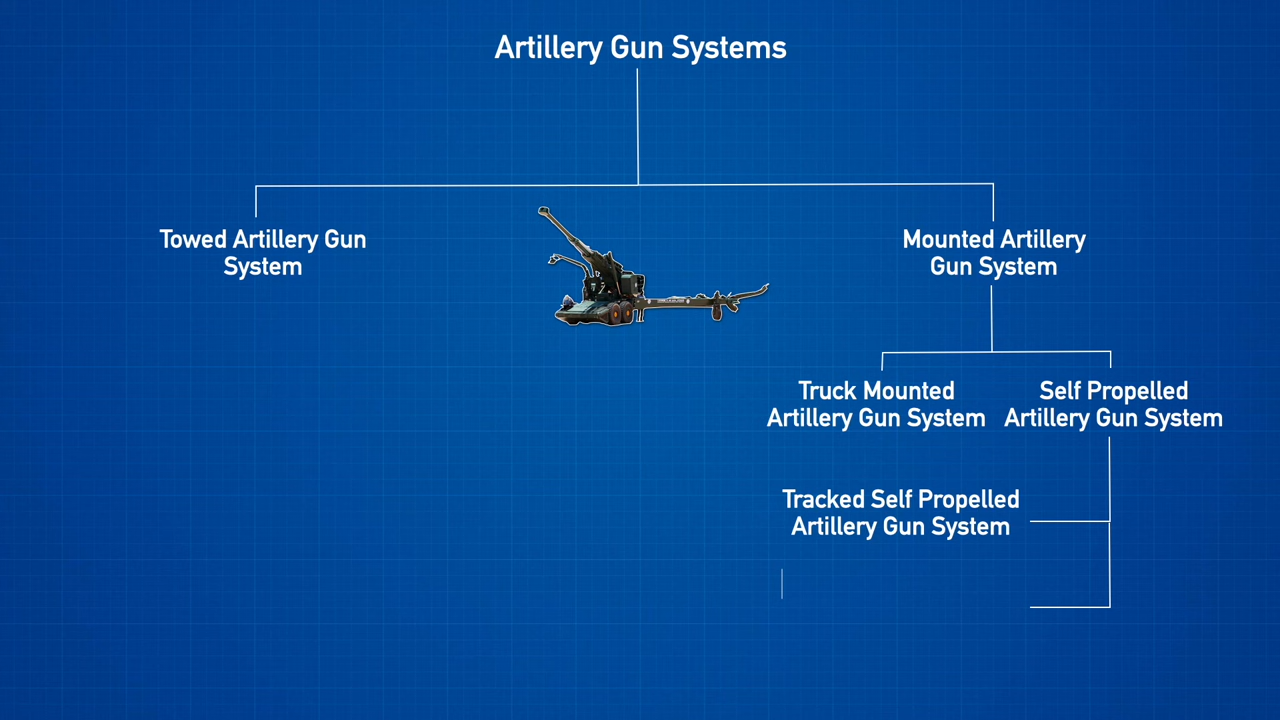 Artillery Gun Systems
Towed Artillery Gun
System
Mounted Artillery
Gun System
Truck Mounted
Artillery Gun System
Self Propelled
Artillery Gun System
Tracked Self Propelled
Artillery Gun System